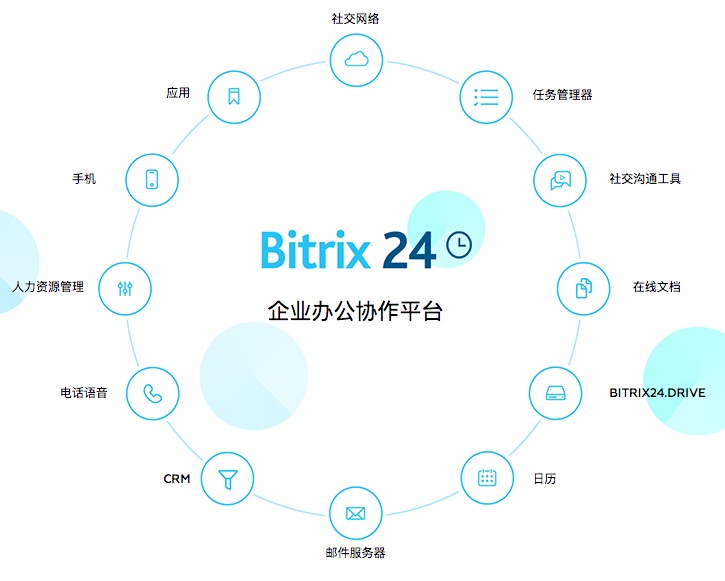 社交网络
应用
任务管理器
手机
社交沟通工具
Bitrix 24
企业办公协作平台
人力资源管理
在线文档
电话语音
BITRIX24.DRIVE
CRM
日历
邮件服务器